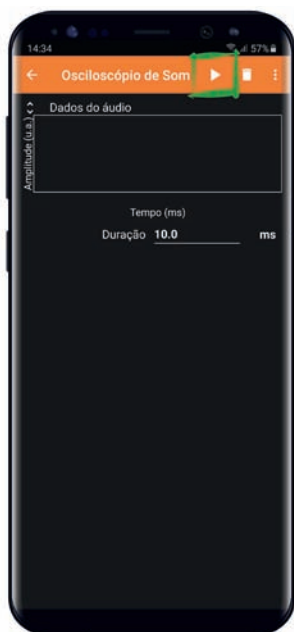 14:34 57%
Osciloscópio de Som
Dados do áudio
Amplitude (u.a.)
Tempo (ms)
Duração 10.0 ms